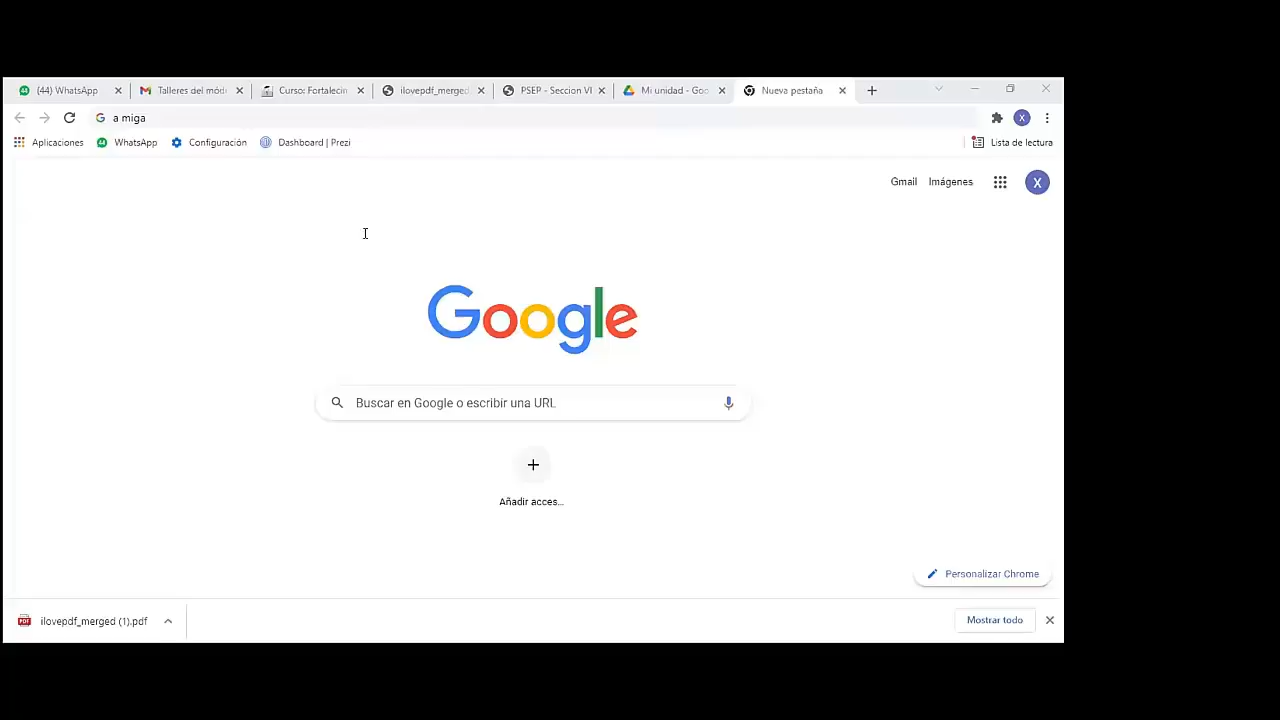 (44) WhatsApp
Talleres del mód
Curso: Fortalecin
ilovepdf_merged
PSEP - Seccion VI
Mi unidad - Goo
Nueva pestaña
a miga
Aplicaciones
WhatsApp
Configuración
Dashboard | Prezi
Lista de lectura
Gmail
Imágenes
X
Google
Buscar en Google o escribir una URL
Añadir acces...
Personalizar Chrome
ilovepdf_merged (1).pdf
Mostrar todo